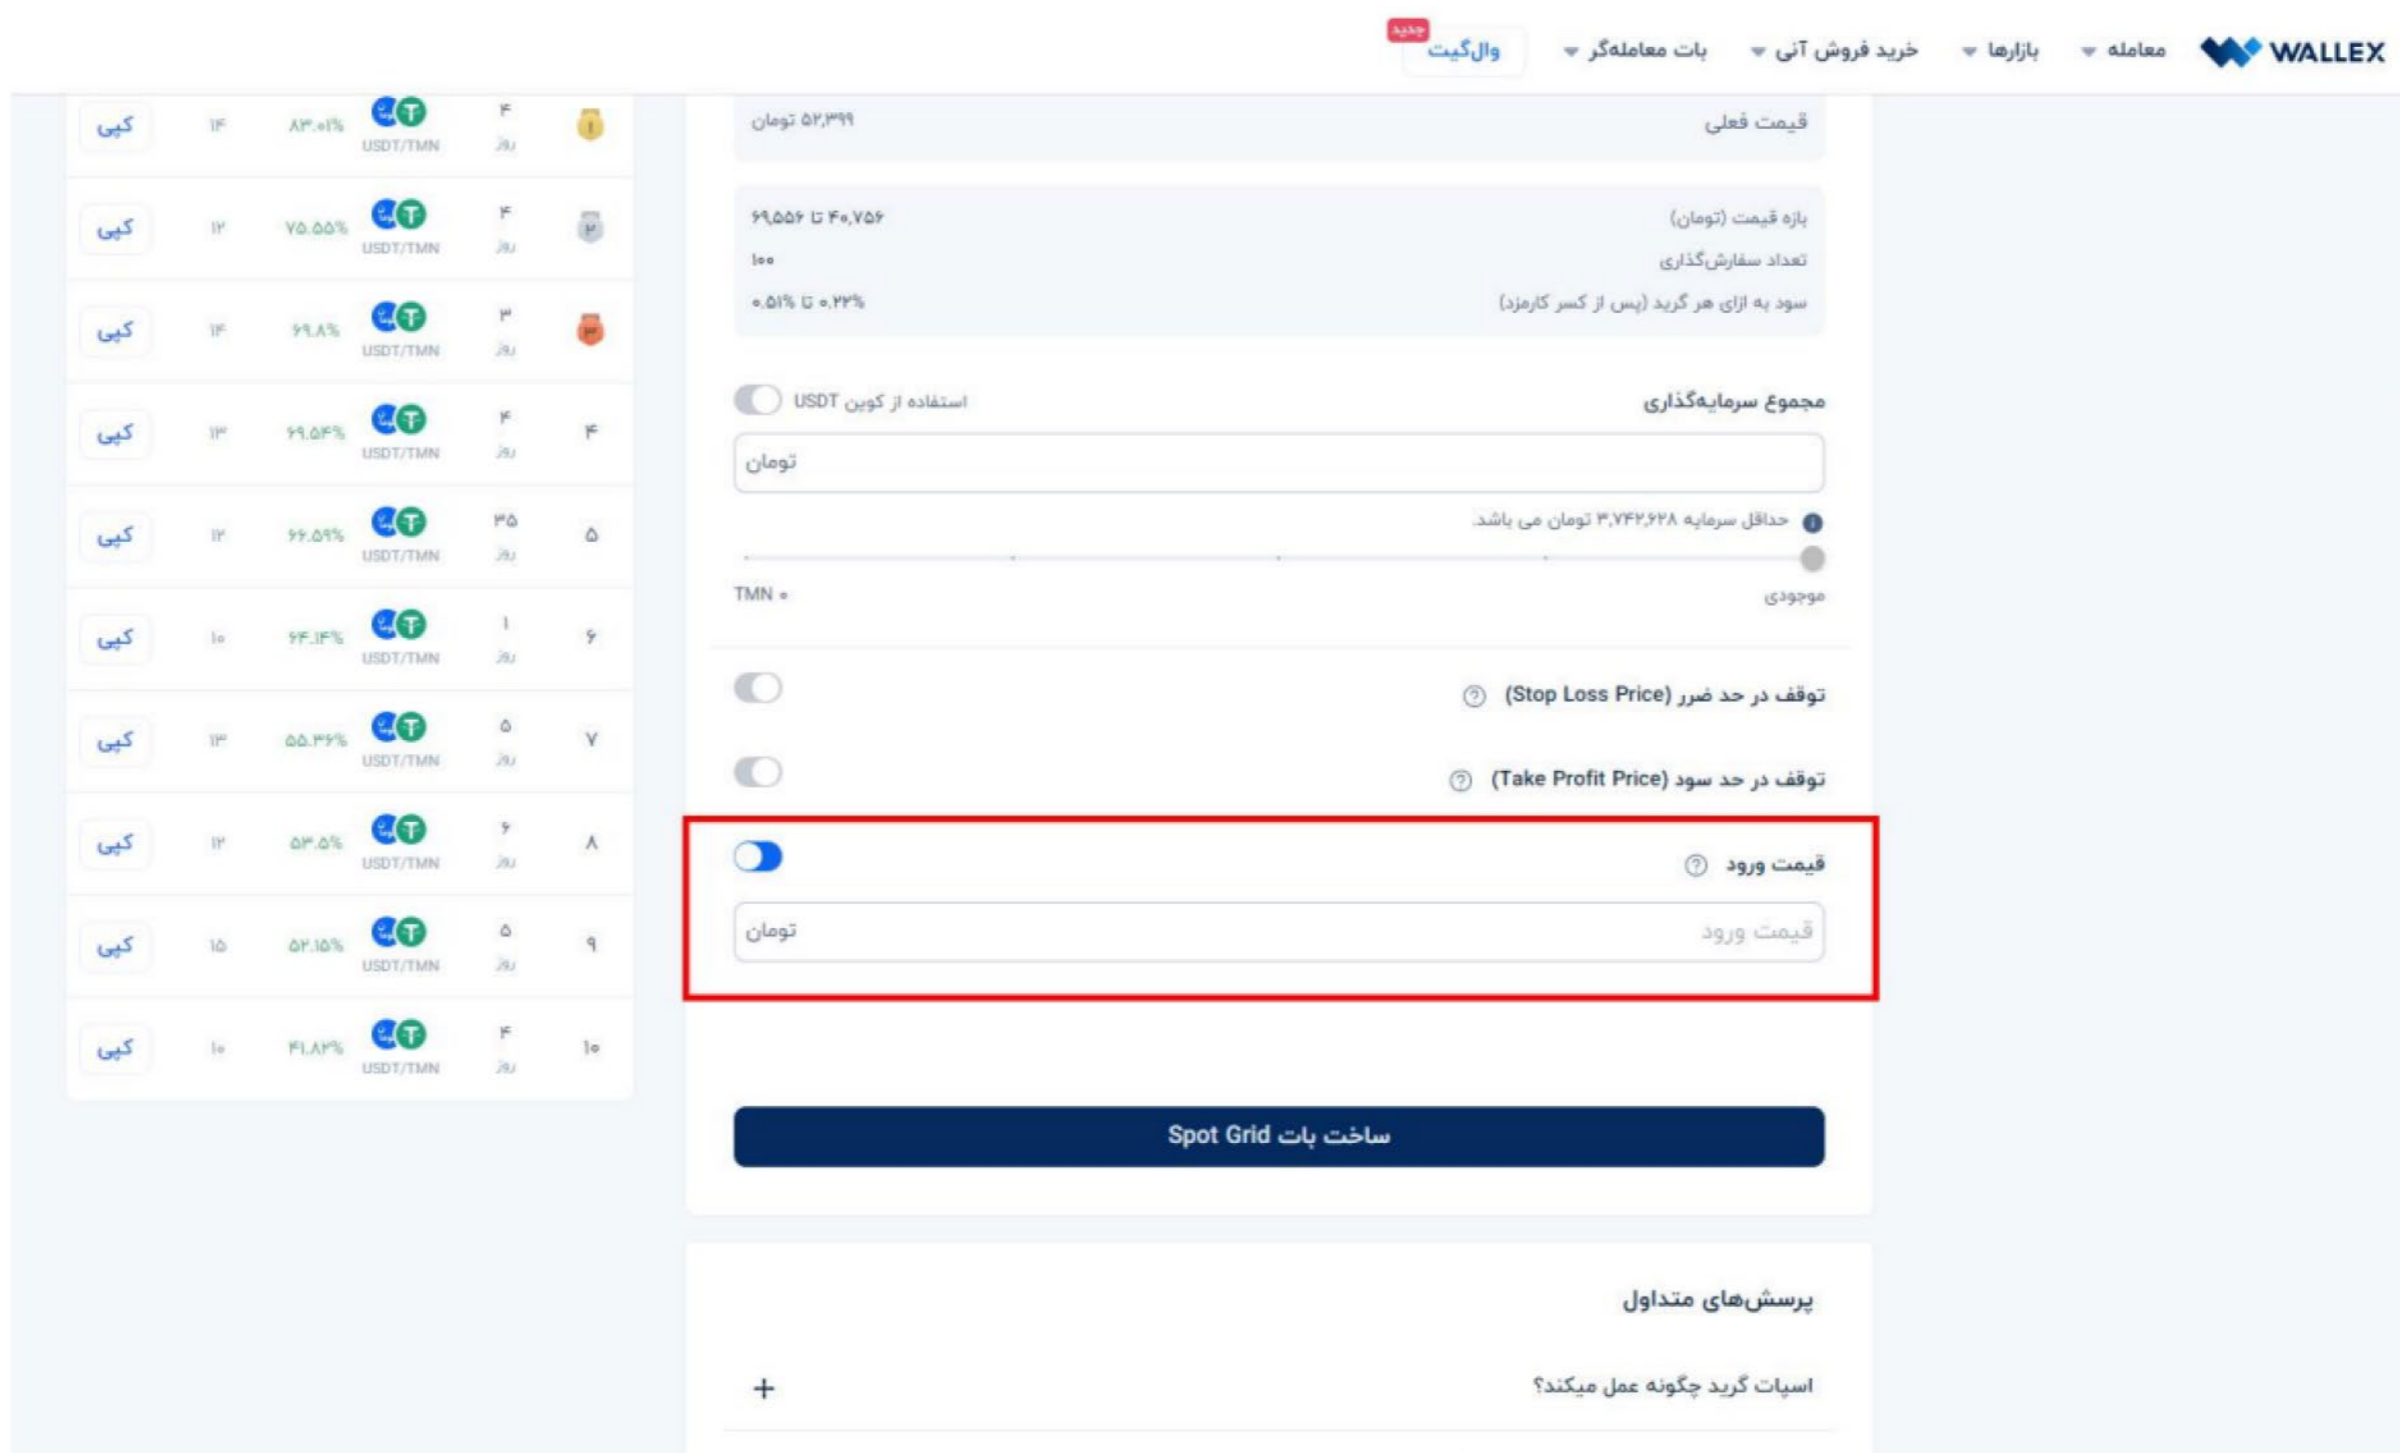 WALLEX معامله بازارها خرید فروش آنی بات معامله‌گر وال‌گیت جدید
قیمت فعلی ۵۲,۳۹۹ تومان
بازه قیمت (تومان) ۴۰,۷۵۶ تا ۶۹,۵۵۶
تعداد سفارش‌گذاری ۱۰۰
سود به ازای هر گرید (پس از کسر کارمزد) ۰.۲۲% تا ۰.۵۱%
مجموع سرمایه‌گذاری استفاده از کوین USDT
تومان
حداقل سرمایه ۳,۷۴۲,۶۲۸ تومان می باشد.
موجودی ۰ TMN
توقف در حد ضرر (Stop Loss Price)
توقف در حد سود (Take Profit Price)
قیمت ورود
قیمت ورود تومان
ساخت بات Spot Grid
پرسش‌های متداول
اسپات گرید چگونه عمل میکند؟ +
۱ ۴ روز USDT/TMN ۸۳.۰۱% ۱۴ کپی
۲ ۴ روز USDT/TMN ۷۵.۵۵% ۱۲ کپی
۳ ۳ روز USDT/TMN ۶۹.۸% ۱۴ کپی
۴ ۴ روز USDT/TMN ۶۹.۵۴% ۱۳ کپی
۵ ۳۵ روز USDT/TMN ۶۶.۵۹% ۱۲ کپی
۶ ۱ روز USDT/TMN ۶۴.۱۴% ۱۰ کپی
۷ ۵ روز USDT/TMN ۵۵.۳۶% ۱۳ کپی
۸ ۶ روز USDT/TMN ۵۳.۵% ۱۲ کپی
۹ ۵ روز USDT/TMN ۵۲.۱۵% ۱۵ کپی
۱۰ ۴ روز USDT/TMN ۴۱.۸۲% ۱۰ کپی